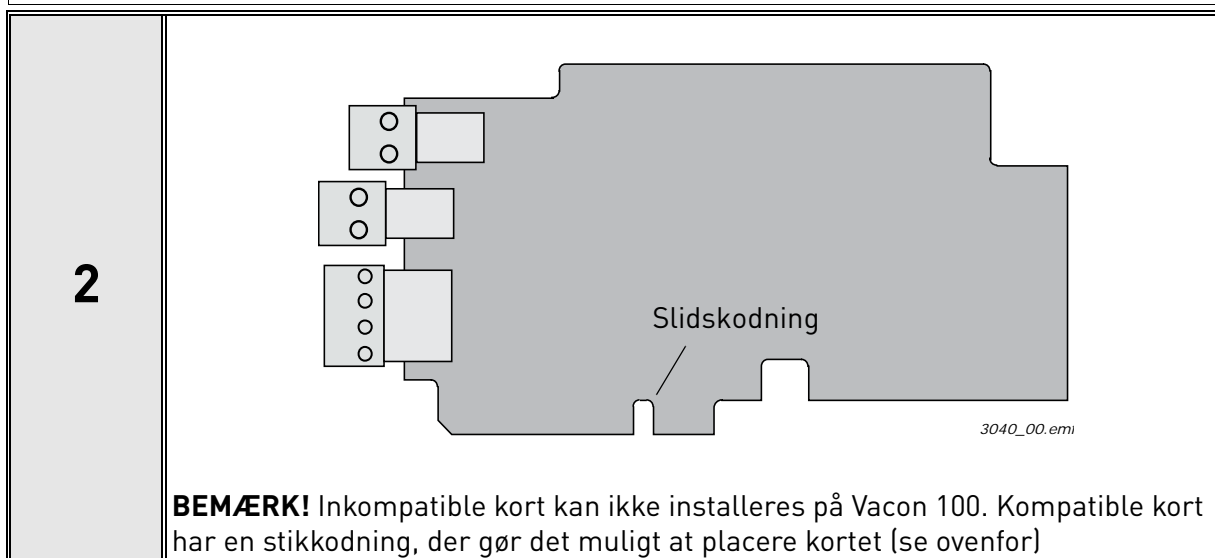 2
Slidskodning
3040_00.emf
BEMÆRK! Inkompatible kort kan ikke installeres på Vacon 100. Kompatible kort
har en stikkodning, der gør det muligt at placere kortet (se ovenfor)